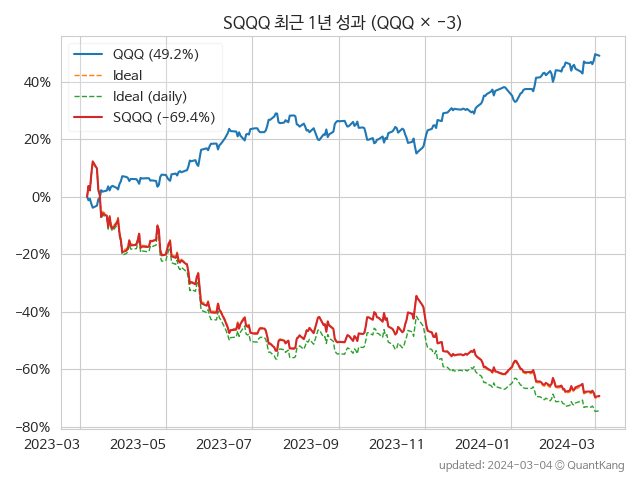 SQQQ 최근 1년 성과 (QQQ × −3)
QQQ (49.2%)
Ideal
Ideal (daily)
SQQQ (−69.4%)
40%
20%
0%
−20%
−40%
−60%
−80%
2023-03 2023-05 2023-07 2023-09 2023-11 2024-01 2024-03
updated: 2024-03-04 © QuantKang